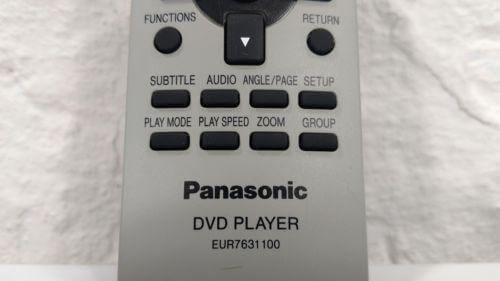 FUNCTIONS RETURN
SUBTITLE AUDIO ANGLE/PAGE SETUP
PLAY MODE PLAY SPEED ZOOM GROUP
Panasonic
DVD PLAYER
EUR7631100